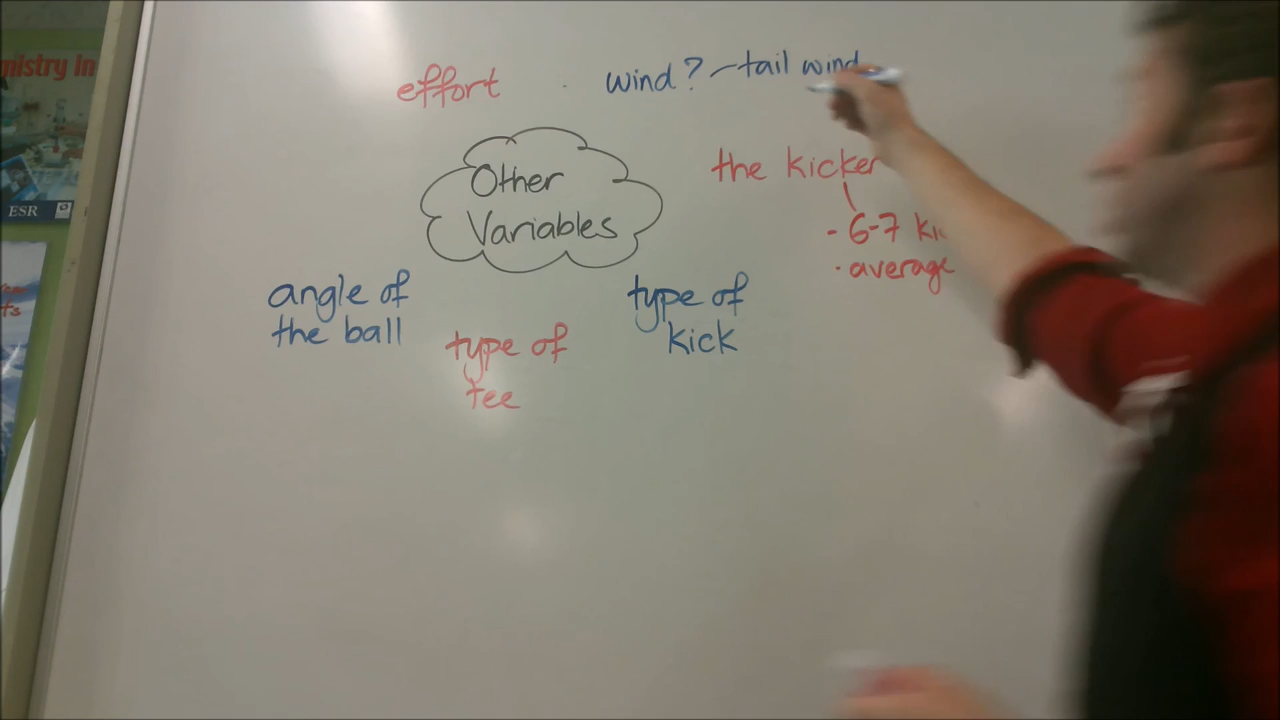 mistry in
ESR
effort
wind? – tail wind
Other
Variables
the kicker
- 6-7
· average
angle of
the ball
type of
kick
type of
tee